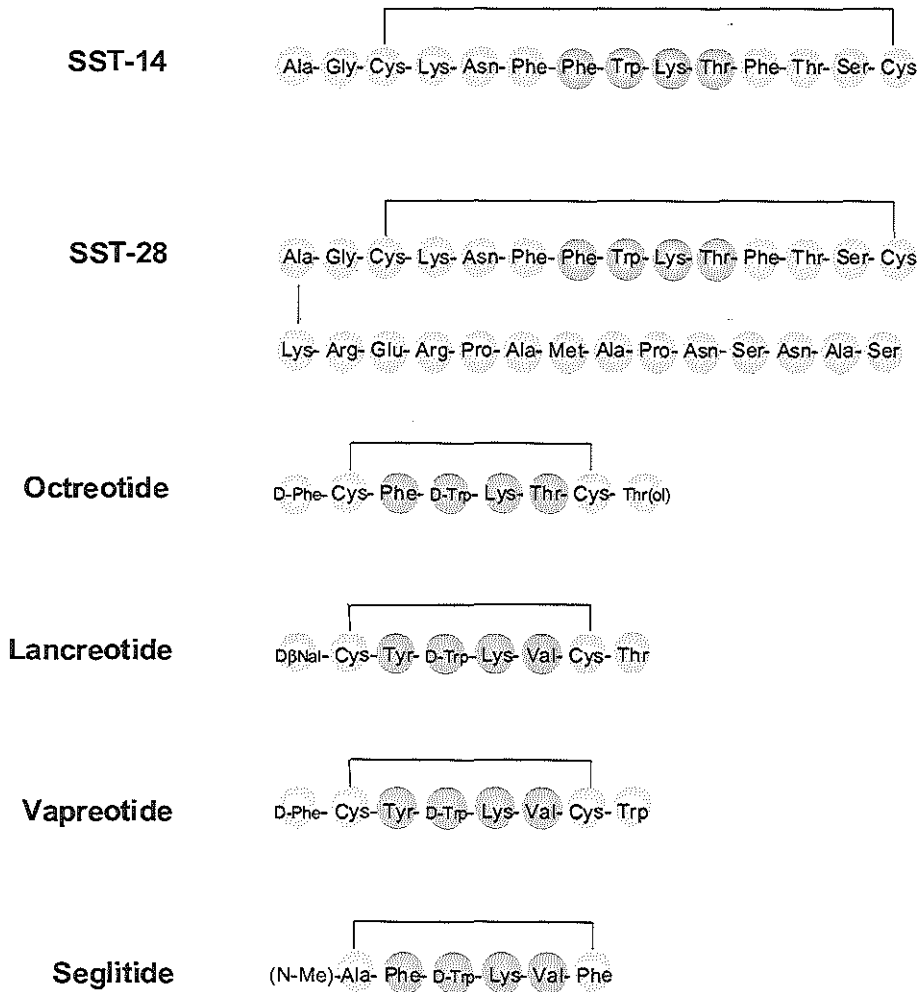 SST-14 Ala- Gly- Cys- Lys- Asn- Phe- Phe- Trp- Lys- Thr- Phe- Thr- Ser- Cys
SST-28 Ala- Gly- Cys- Lys- Asn- Phe- Phe- Trp- Lys- Thr- Phe- Thr- Ser- Cys
Lys- Arg- Glu- Arg- Pro- Ala- Met- Ala- Pro- Asn- Ser- Asn- Ala- Ser
Octreotide D-Phe- Cys- Phe- D-Trp- Lys- Thr- Cys- Thr(ol)
Lancreotide DβNal- Cys- Tyr- D-Trp- Lys- Val- Cys- Thr
Vapreotide D-Phe- Cys- Tyr- D-Trp- Lys- Val- Cys- Trp
Seglitide (N-Me)-Ala- Phe- D-Trp- Lys- Val- Phe